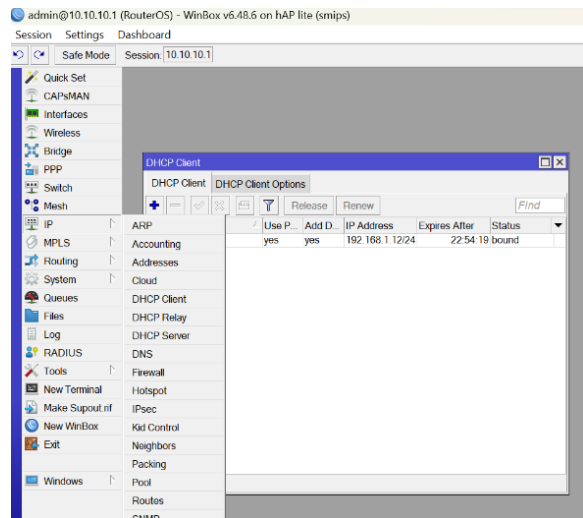 admin@10.10.10.1 (RouterOS) - WinBox v6.48.6 on hAP lite (smips)
Session Settings Dashboard
Safe Mode Session: 10.10.10.1
Quick Set
CAPsMAN
Interfaces
Wireless
Bridge
PPP
Switch
Mesh
IP
MPLS
Routing
System
Queues
Files
Log
RADIUS
Tools
New Terminal
Make Supout.rif
New WinBox
Exit
Windows
ARP
Accounting
Addresses
Cloud
DHCP Client
DHCP Relay
DHCP Server
DNS
Firewall
Hotspot
IPsec
Kid Control
Neighbors
Packing
Pool
Routes
SNMP
DHCP Client
DHCP Client DHCP Client Options
Release Renew Find
Use P... Add D... IP Address Expires After Status
yes yes 192.168.1.12/24 22:54:19 bound